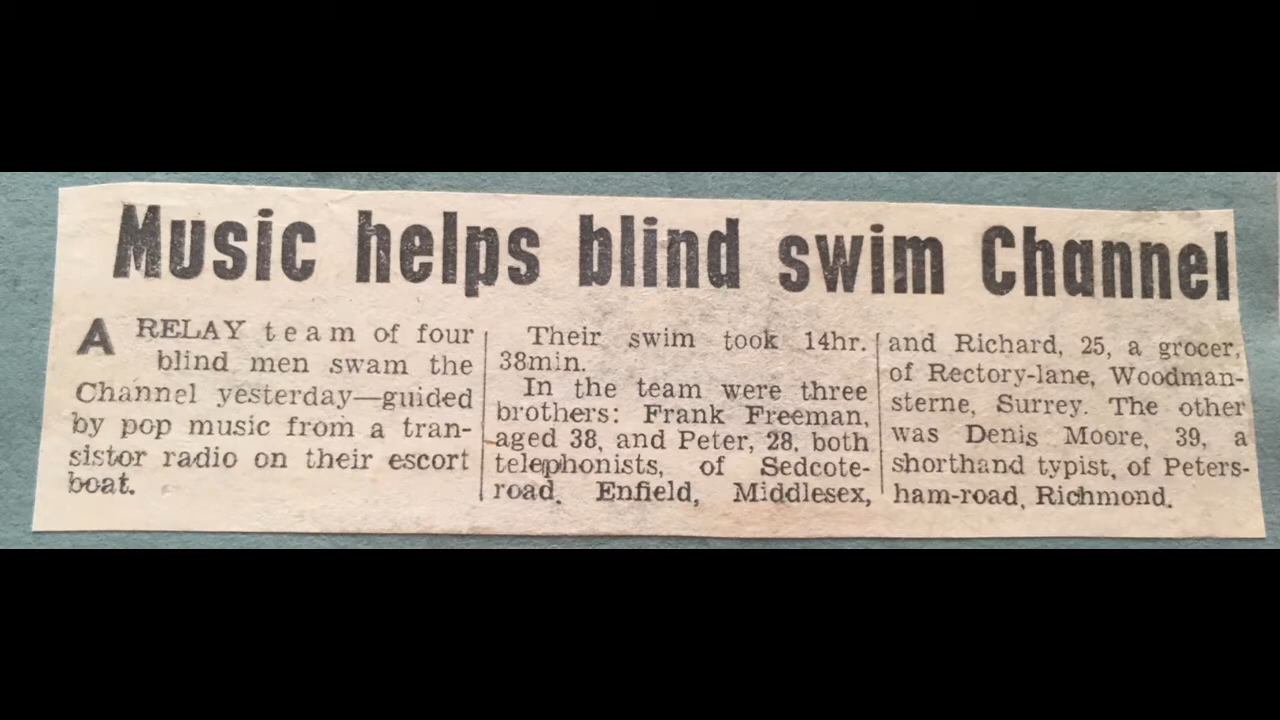 Music helps blind swim Channel
A RELAY team of four
blind men swam the
Channel yesterday—guided
by pop music from a tran-
sistor radio on their escort
boat.
Their swim took 14hr.
38min.
In the team were three
brothers: Frank Freeman,
aged 38, and Peter, 28, both
telephonists, of Sedcote-
road, Enfield, Middlesex,
and Richard, 25, a grocer,
of Rectory-lane, Woodman-
sterne, Surrey. The other
was Denis Moore, 39, a
shorthand typist, of Peters-
ham-road, Richmond.